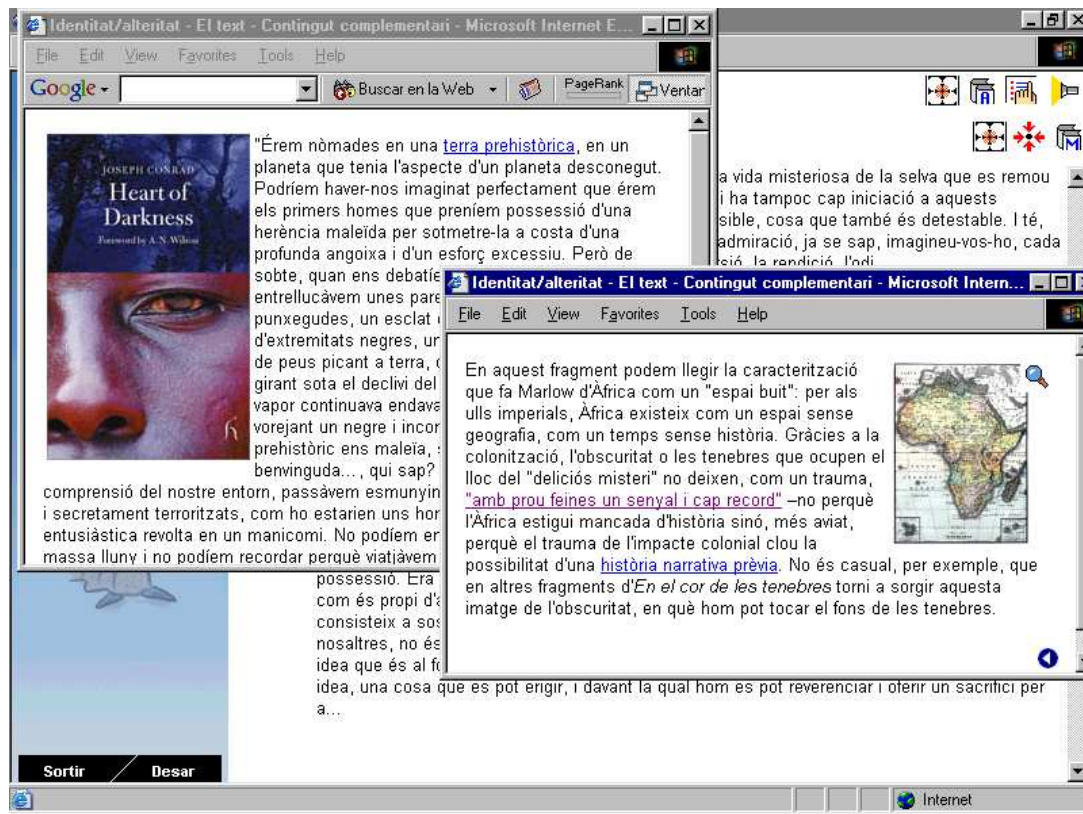 Identitat/alteritat - El text - Contingut complementari - Microsoft Internet E...
File Edit View Favorites Tools Help
Google
Buscar en la Web
PageRank
Ventar
JOSEPH CONRAD
Heart of
Darkness
Foreword by A. N. Wilson
"Érem nòmades en una terra prehistòrica, en un
planeta que tenia l'aspecte d'un planeta desconegut.
Podríem haver-nos imaginat perfectament que érem
els primers homes que preníem possessió d'una
herència maleïda per sotmetre-la a costa d'una
profunda angoixa i d'un esforç excessiu. Però de
sobte, quan ens debatíe
entrellucàvem unes pare
punxegudes, un esclat
d'extremitats negres, un
de peus picant a terra,
girant sota el declivi del
vapor continuava endava
vorejant un negre i incor
prehistòric ens maleïa,
benvinguda..., qui sap?
comprensió del nostre entorn, passàvem esmunyin
i secretament terroritzats, com ho estarien uns hor
entusiàstica revolta en un manicomi. No podíem er
massa lluny i no podíem recordar perquè viatjàvem
A
M
a vida misteriosa de la selva que es remou
i ha tampoc cap iniciació a aquests
sible, cosa que també és detestable. I té,
admiració, ja se sap, imagineu-vos-ho, cada
rsió, la rendició, l'odi
Identitat/alteritat - El text - Contingut complementari - Microsoft Intern...
File Edit View Favorites Tools Help
En aquest fragment podem llegir la caracterització
que fa Marlow d'Àfrica com un "espai buit": per als
ulls imperials, Àfrica existeix com un espai sense
geografia, com un temps sense història. Gràcies a la
colonització, l'obscuritat o les tenebres que ocupen el
lloc del "deliciós misteri" no deixen, com un trauma,
"amb prou feines un senyal i cap record" –no perquè
l'Àfrica estigui mancada d'història sinó, més aviat,
perquè el trauma de l'impacte colonial clou la
possibilitat d'una història narrativa prèvia. No és casual, per exemple, que
en altres fragments d'En el cor de les tenebres torni a sorgir aquesta
imatge de l'obscuritat, en què hom pot tocar el fons de les tenebres.
possessió. Era
com és propi d'a
consisteix a sos
nosaltres, no és
idea que és al fo
idea, una cosa que es pot erigir, i davant la qual hom es pot reverenciar i oferir un sacrifici per
a...
Sortir Desar
Internet